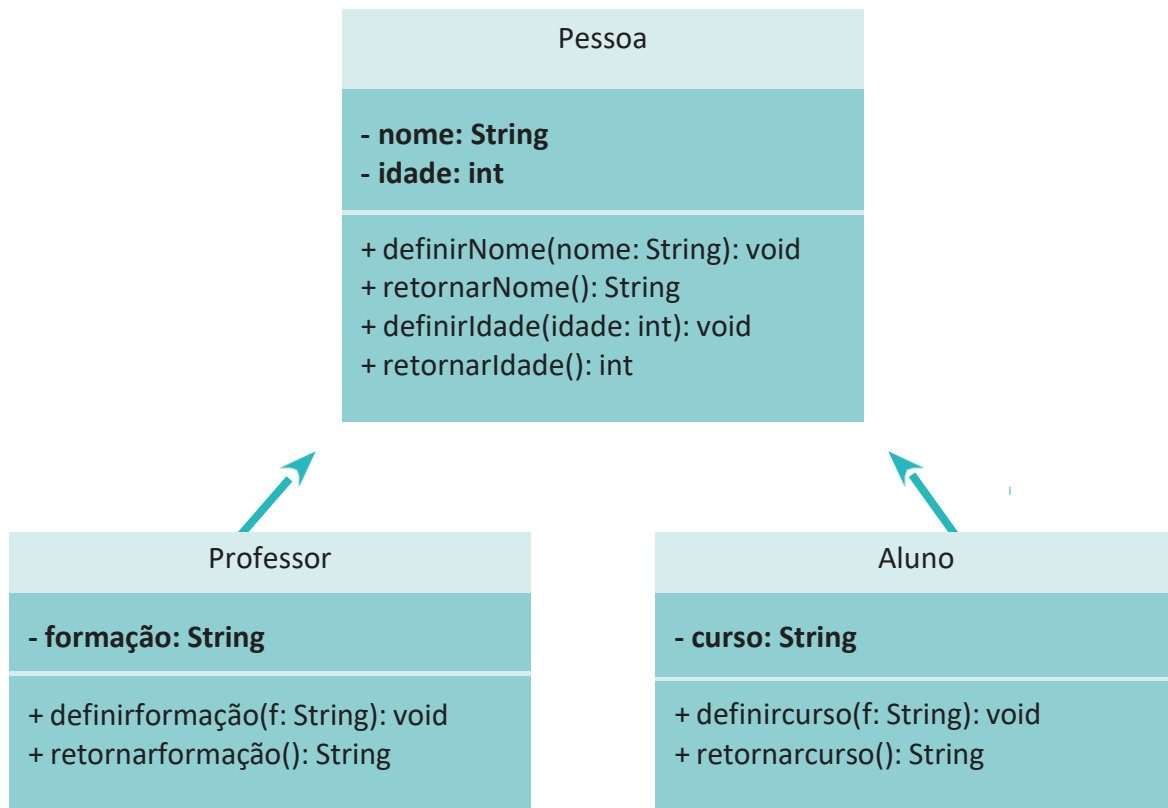 Pessoa
- nome: String
- idade: int
+ definirNome(nome: String): void
+ retornarNome(): String
+ definirIdade(idade: int): void
+ retornarIdade(): int
Professor
- formação: String
+ definirformação(f: String): void
+ retornarformação(): String
Aluno
- curso: String
+ definircurso(f: String): void
+ retornarcurso(): String